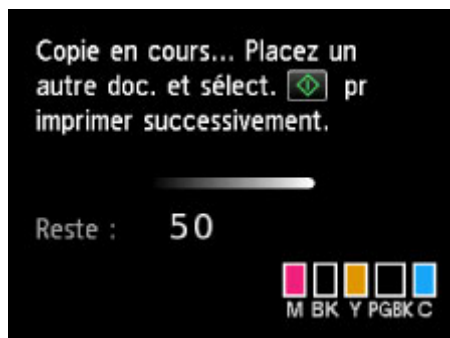 Copie en cours... Placez un
autre doc. et sélect. pr
imprimer successivement.
Reste : 50
M BK Y PGBK C